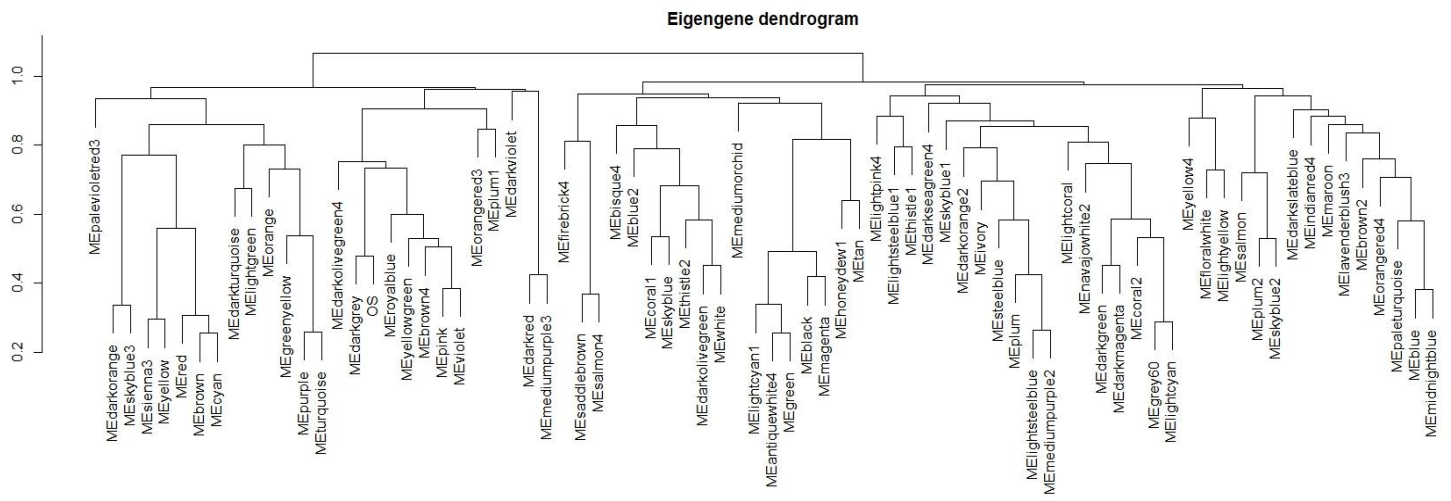 Eigengene dendrogram
1.0
0.8
0.6
0.4
0.2
MEpalevioletred3
MEdarkorange
MEskyblue3
MEsienna3
MEyellow
MEred
MEbrown
MEcyan
MEdarkturquoise
MElightgreen
MEorange
MEgreenyellow
MEpurple
MEturquoise
MEdarkolivegreen4
MEdarkgrey
OS
MEroyalblue
MEyellowgreen
MEbrown4
MEpink
MEviolet
MEorangered3
MEplum1
MEdarkviolet
MEdarkred
MEmediumpurple3
MEfirebrick4
MEsaddlebrown
MEsalmon4
MEbisque4
MEblue2
MEcoral1
MEskyblue
MEthistle2
MEdarkolivegreen
MEwhite
MEmediumorchid
MElightcyan1
MEantiquewhite4
MEgreen
MEblack
MEmagenta
MEhoneydew1
MEtan
MElightpink4
MElightsteelblue1
MEthistle1
MEdarkseagreen4
MEskyblue1
MEdarkorange2
MEivory
MEsteelblue
MEplum
MElightsteelblue
MEmediumpurple2
MElightcoral
MEnavajowhite2
MEdarkgreen
MEdarkmagenta
MEcoral2
MEgrey60
MElightcyan
MEyellow4
MEfloralwhite
MElightyellow
MEsalmon
MEplum2
MEskyblue2
MEdarkslateblue
MEindianred4
MEmaroon
MElavenderblush3
MEbrown2
MEorangered4
MEpaleturquoise
MEblue
MEmidnightblue